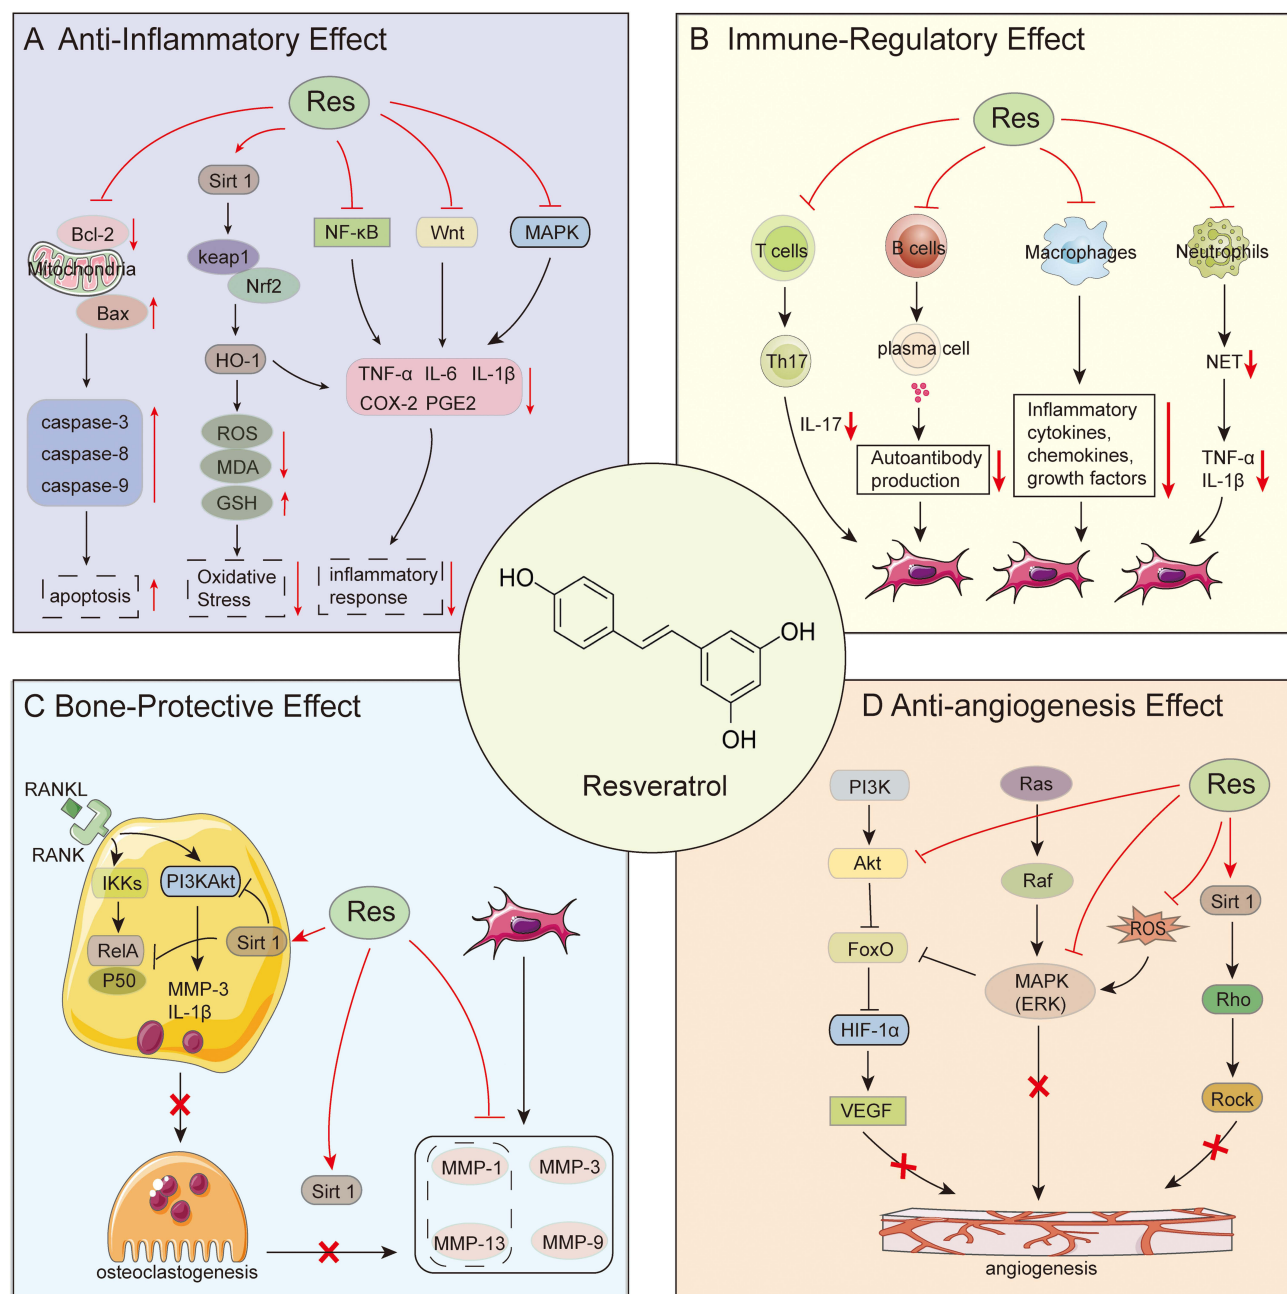 A Anti-Inflammatory Effect
Res
Sirt 1
Bcl-2
Mitochondria
Bax
keap1
Nrf2
NF-κB
Wnt
MAPK
HO-1
TNF-α IL-6 IL-1β
COX-2 PGE2
caspase-3
caspase-8
caspase-9
ROS
MDA
GSH
apoptosis
Oxidative
Stress
inflammatory
response
B Immune-Regulatory Effect
Res
T cells
B cells
Macrophages
Neutrophils
Th17
plasma cell
NET
IL-17
Autoantibody
production
Inflammatory
cytokines,
chemokines,
growth factors
TNF-α
IL-1β
HO
OH
OH
Resveratrol
C Bone-Protective Effect
RANKL
RANK
IKKs
PI3KAkt
Res
RelA
P50
Sirt 1
MMP-3
IL-1β
Sirt 1
MMP-1
MMP-3
MMP-13
MMP-9
osteoclastogenesis
D Anti-angiogenesis Effect
PI3K
Ras
Res
Akt
Raf
Sirt 1
ROS
FoxO
MAPK
(ERK)
Rho
HIF-1α
VEGF
Rock
angiogenesis